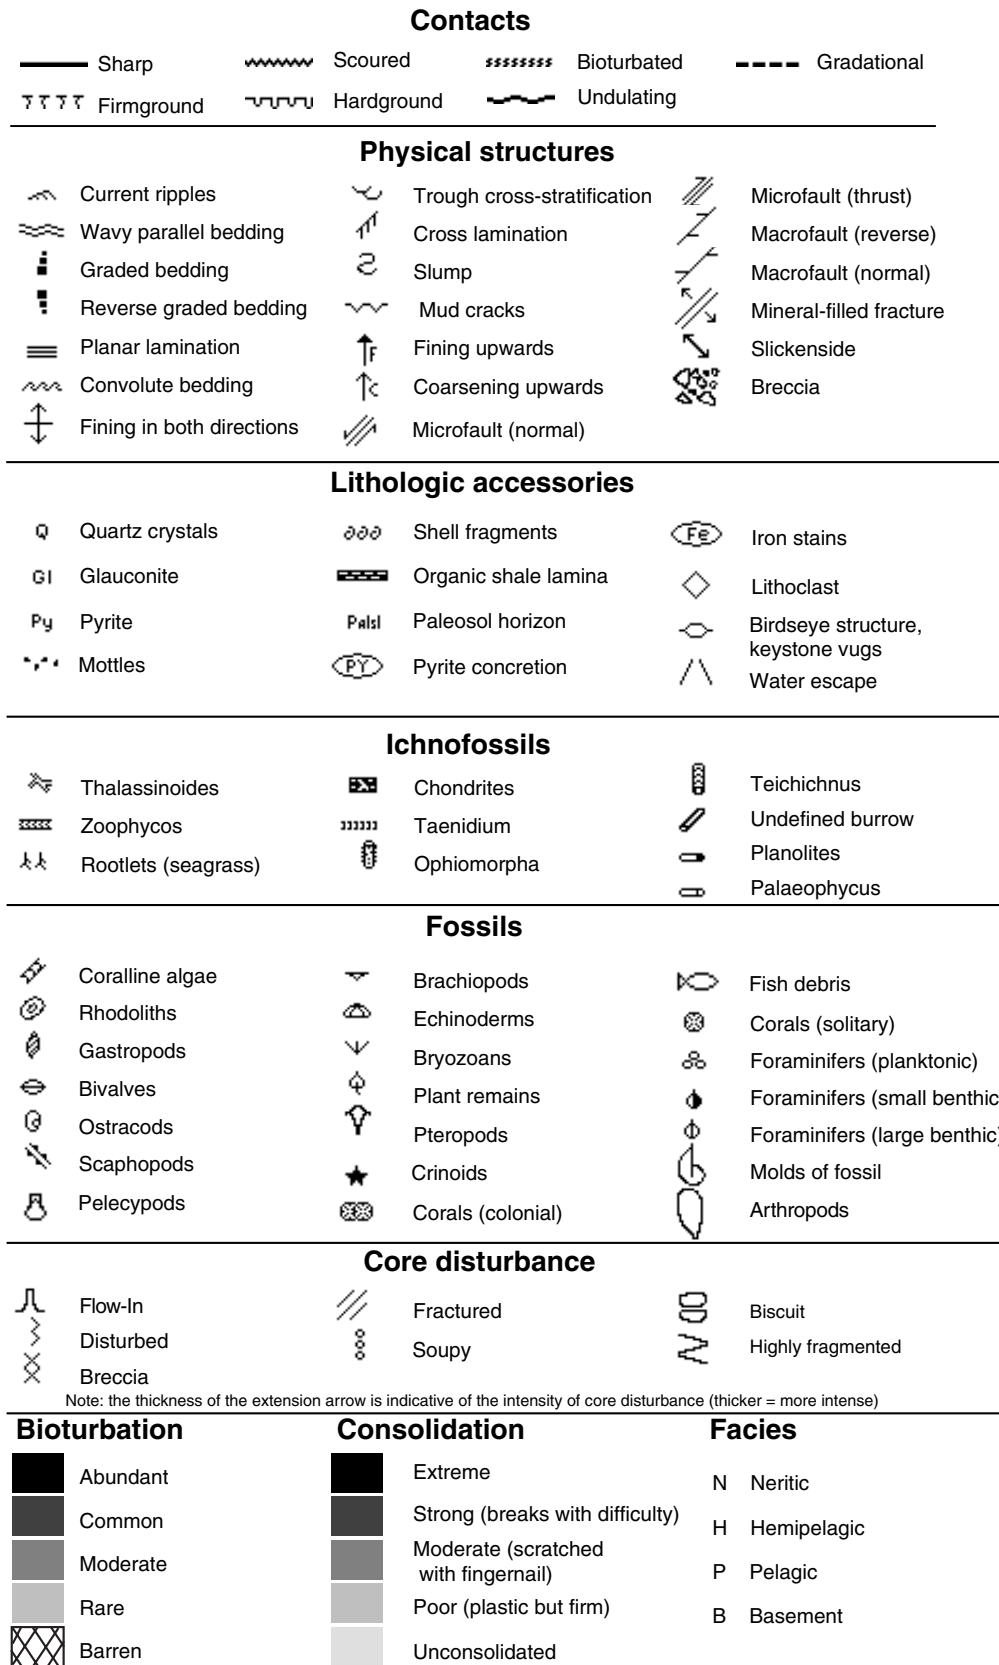 Contacts
Sharp Scoured Bioturbated Gradational
Firmground Hardground Undulating
Physical structures
Current ripples Trough cross-stratification Microfault (thrust)
Wavy parallel bedding Cross lamination Macrofault (reverse)
Graded bedding Slump Macrofault (normal)
Reverse graded bedding Mud cracks Mineral-filled fracture
Planar lamination F Fining upwards Slickenside
Convolute bedding C Coarsening upwards Breccia
Fining in both directions Microfault (normal)
Lithologic accessories
Q Quartz crystals Shell fragments Fe Iron stains
Gl Glauconite Organic shale lamina Lithoclast
Py Pyrite Palsl Paleosol horizon Birdseye structure,
keystone vugs
Mottles PY Pyrite concretion Water escape
Ichnofossils
Thalassinoides Chondrites Teichichnus
Zoophycos Taenidium Undefined burrow
Rootlets (seagrass) Ophiomorpha Planolites
Palaeophycus
Fossils
Coralline algae Brachiopods Fish debris
Rhodoliths Echinoderms Corals (solitary)
Gastropods Bryozoans Foraminifers (planktonic)
Bivalves Plant remains Foraminifers (small benthic
Ostracods Pteropods Foraminifers (large benthic)
Scaphopods Crinoids Molds of fossil
Pelecypods Corals (colonial) Arthropods
Core disturbance
Flow-In Fractured Biscuit
Disturbed Soupy Highly fragmented
Breccia
Note: the thickness of the extension arrow is indicative of the intensity of core disturbance (thicker = more intense)
Bioturbation Consolidation Facies
Abundant Extreme N Neritic
Common Strong (breaks with difficulty) H Hemipelagic
Moderate Moderate (scratched
with fingernail) P Pelagic
Rare Poor (plastic but firm) B Basement
Barren Unconsolidated